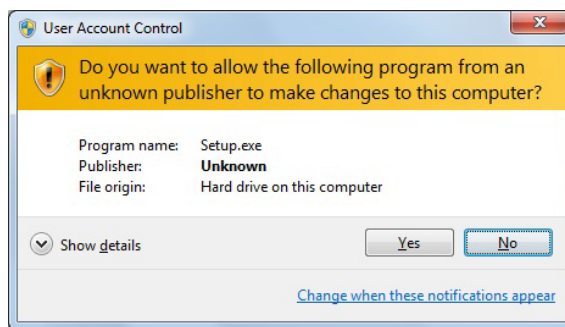 User Account Control
Do you want to allow the following program from an
unknown publisher to make changes to this computer?
Program name: Setup.exe
Publisher: Unknown
File origin: Hard drive on this computer
Show details
Yes No
Change when these notifications appear